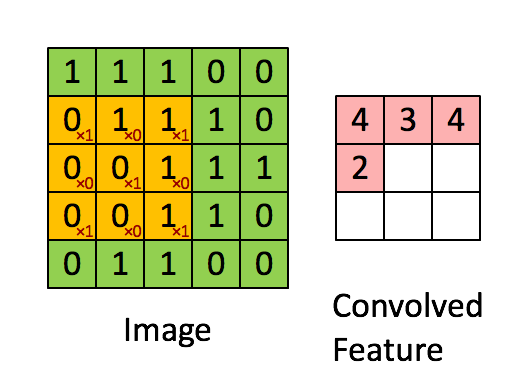 1 1 1 0 0
0×1 1×0 1×1 1 0
0×0 0×1 1×0 1 1
0×1 0×0 1×1 1 0
0 1 1 0 0
Image
4 3 4
2
Convolved
Feature